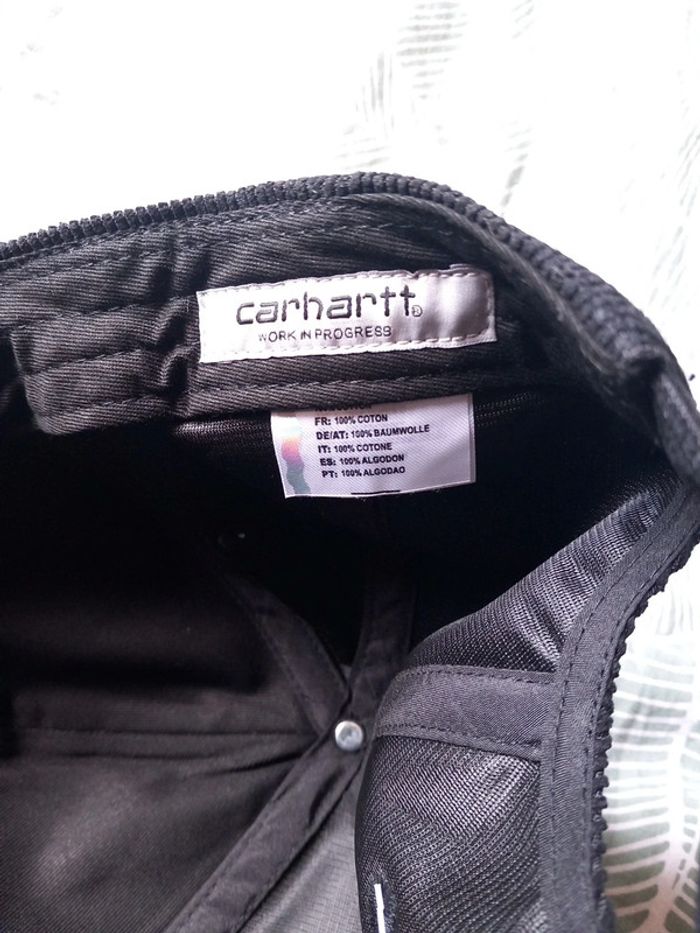 carhartt®
WORK IN PROGRESS
FR: 100% COTON
DE/AT: 100% BAUMWOLLE
IT: 100% COTONE
ES: 100% ALGODON
PT: 100% ALGODAO